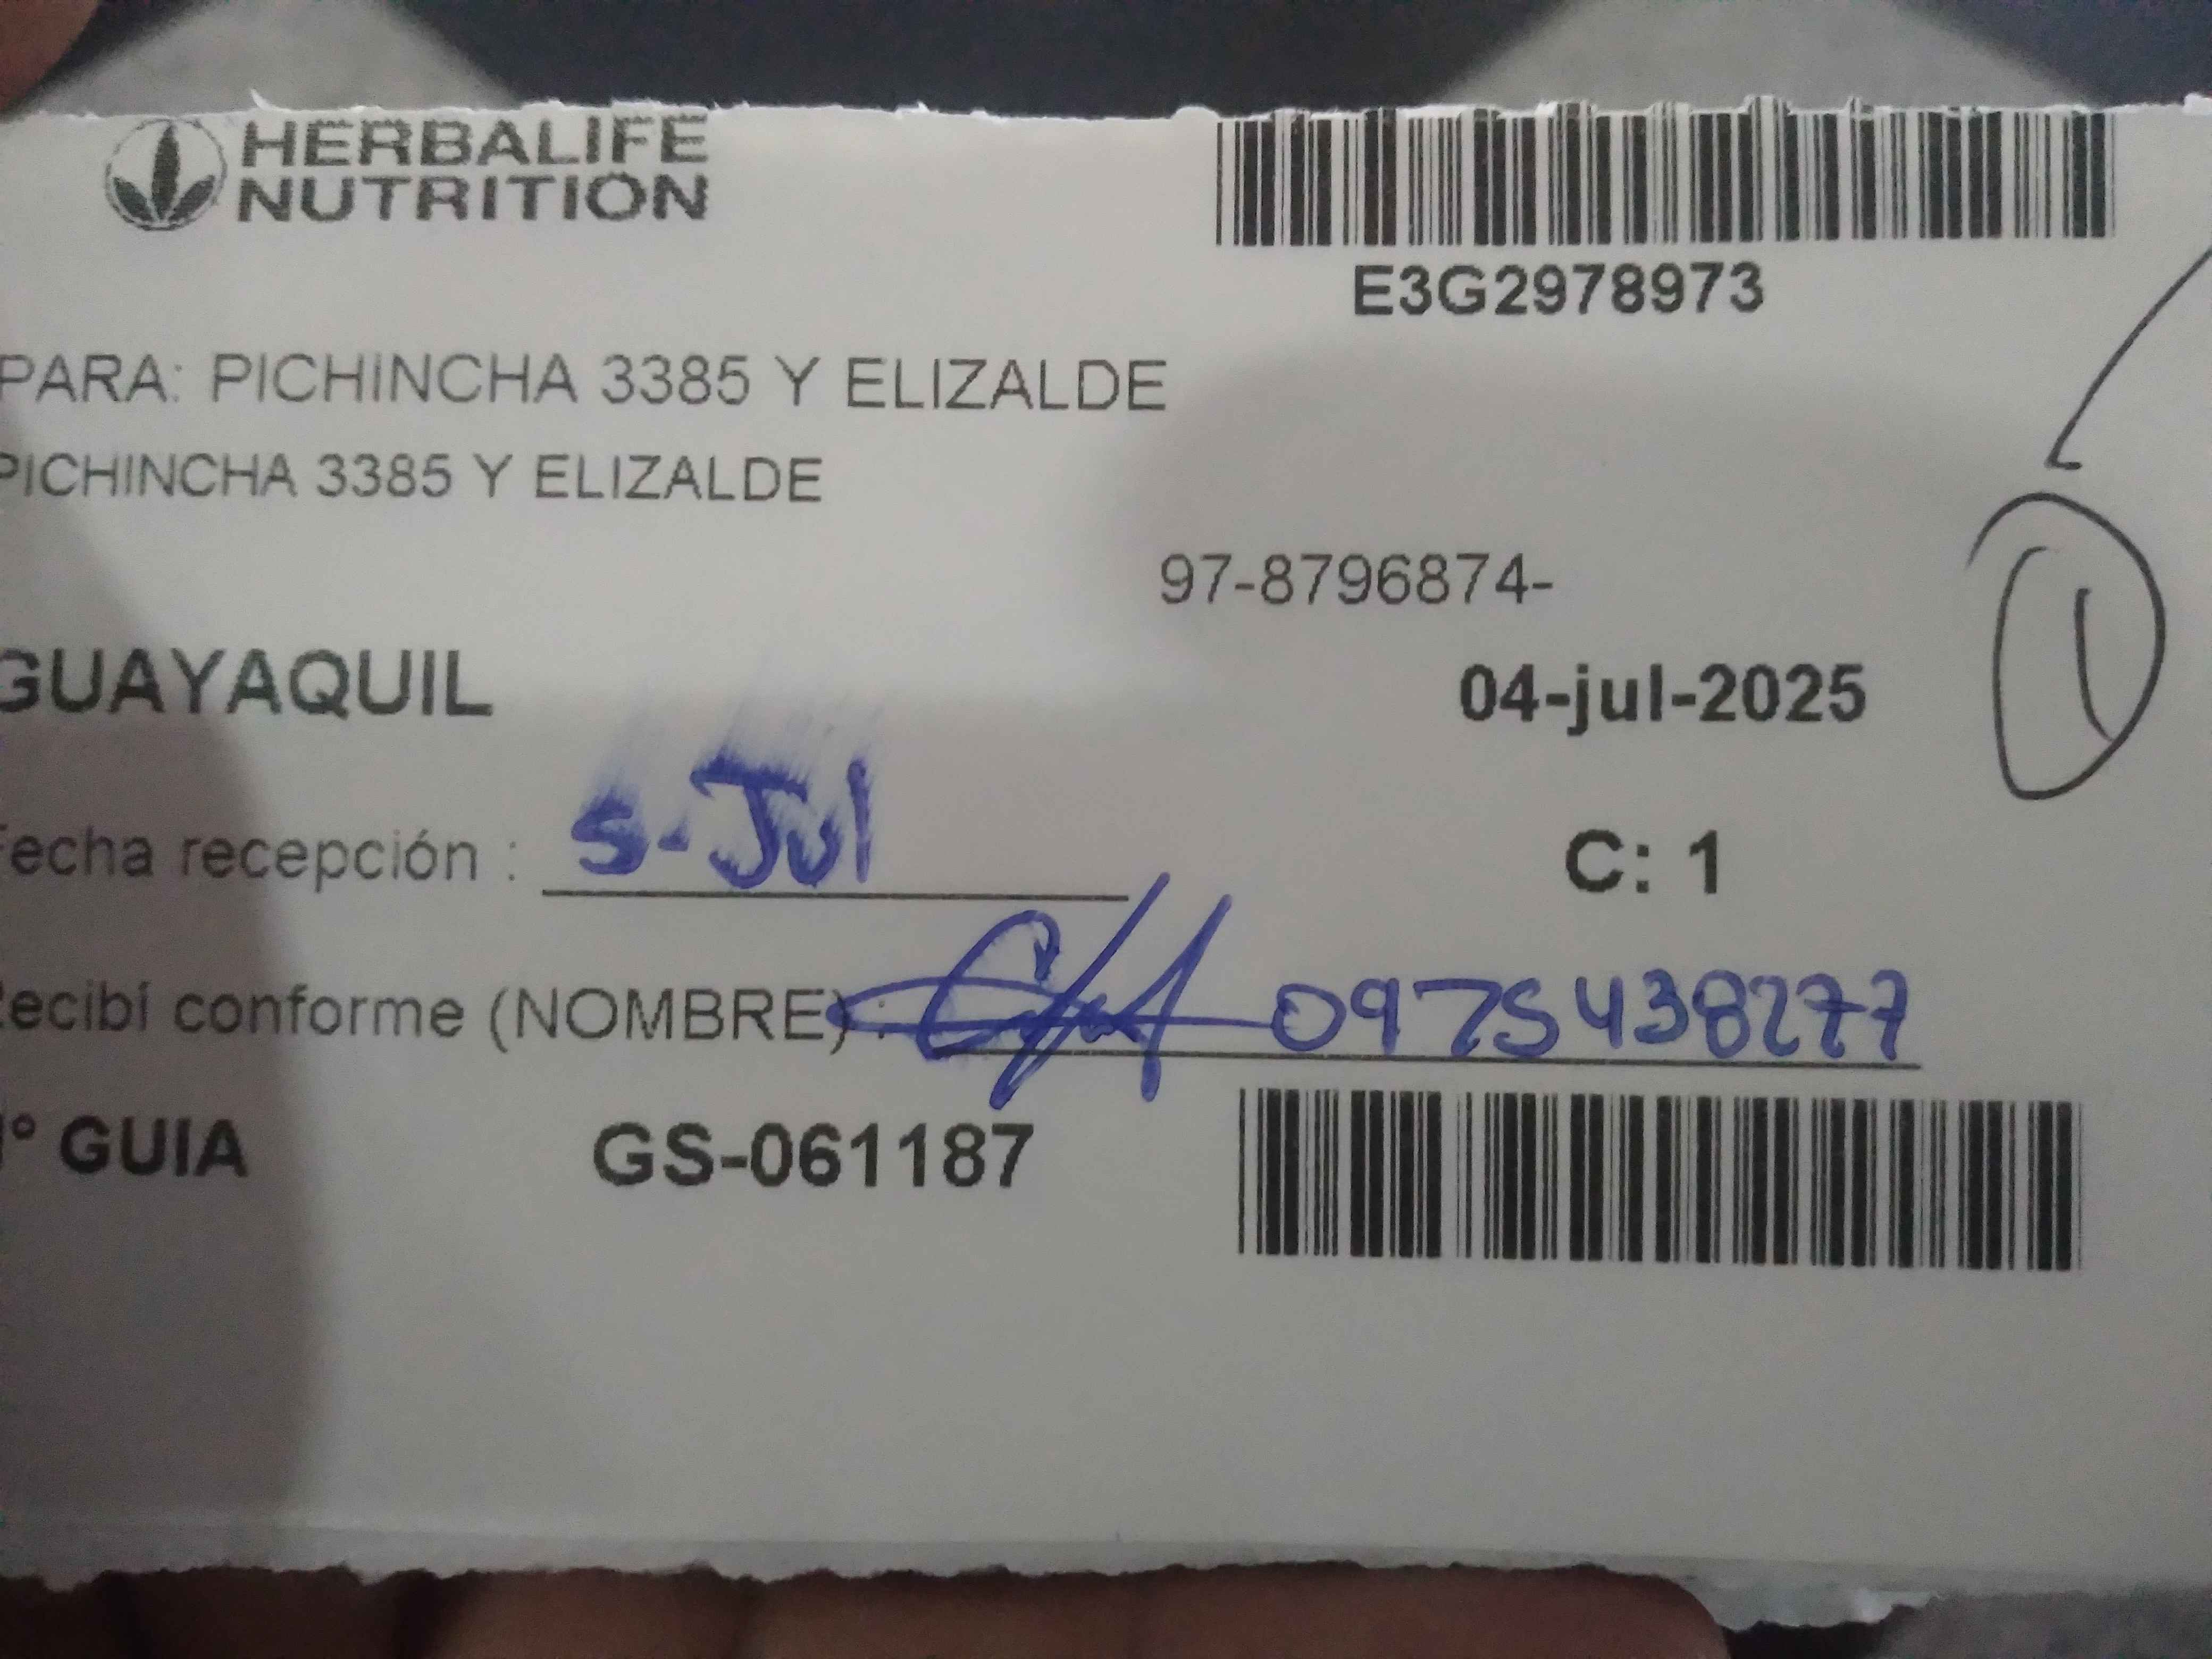 HERBALIFE
NUTRITION
E3G2978973
PARA: PICHINCHA 3385 Y ELIZALDE
PICHINCHA 3385 Y ELIZALDE
97-8796874-
GUAYAQUIL
04-jul-2025
1
Fecha recepción : 5-Jul
C: 1
Recibí conforme (NOMBRE) : 0975438277
N° GUIA GS-061187